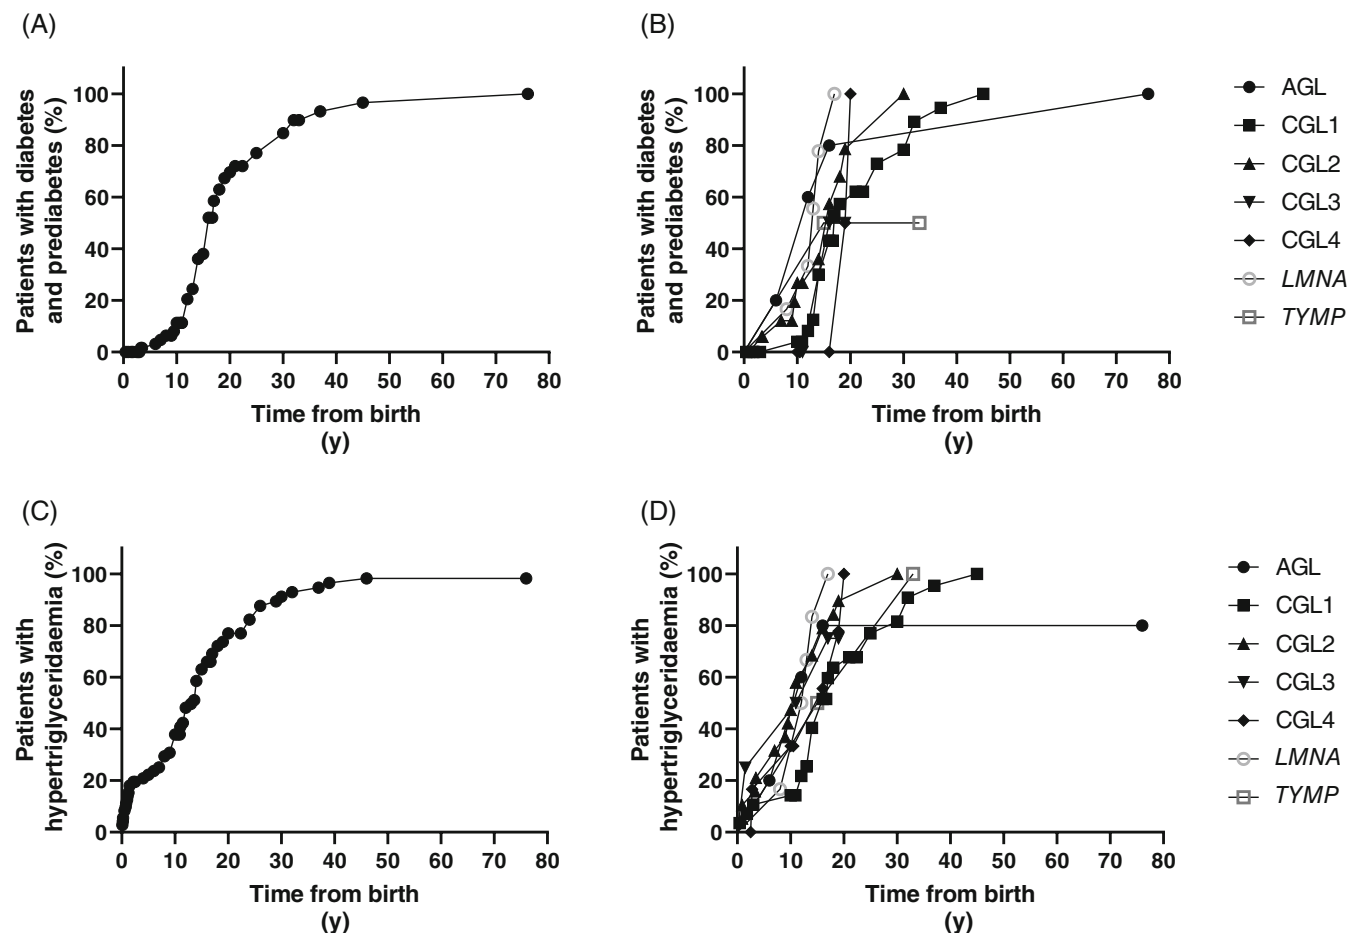 (A)
Patients with diabetes
and prediabetes (%)
100
80
60
40
20
0
0 10 20 30 40 50 60 70 80
Time from birth
(y)
(B)
Patients with diabetes
and prediabetes (%)
100
80
60
40
20
0
0 10 20 30 40 50 60 70 80
Time from birth
(y)
AGL
CGL1
CGL2
CGL3
CGL4
LMNA
TYMP
(C)
Patients with
hypertriglyceridaemia (%)
100
80
60
40
20
0
0 10 20 30 40 50 60 70 80
Time from birth
(y)
(D)
Patients with
hypertriglyceridaemia (%)
100
80
60
40
20
0
0 10 20 30 40 50 60 70 80
Time from birth
(y)
AGL
CGL1
CGL2
CGL3
CGL4
LMNA
TYMP